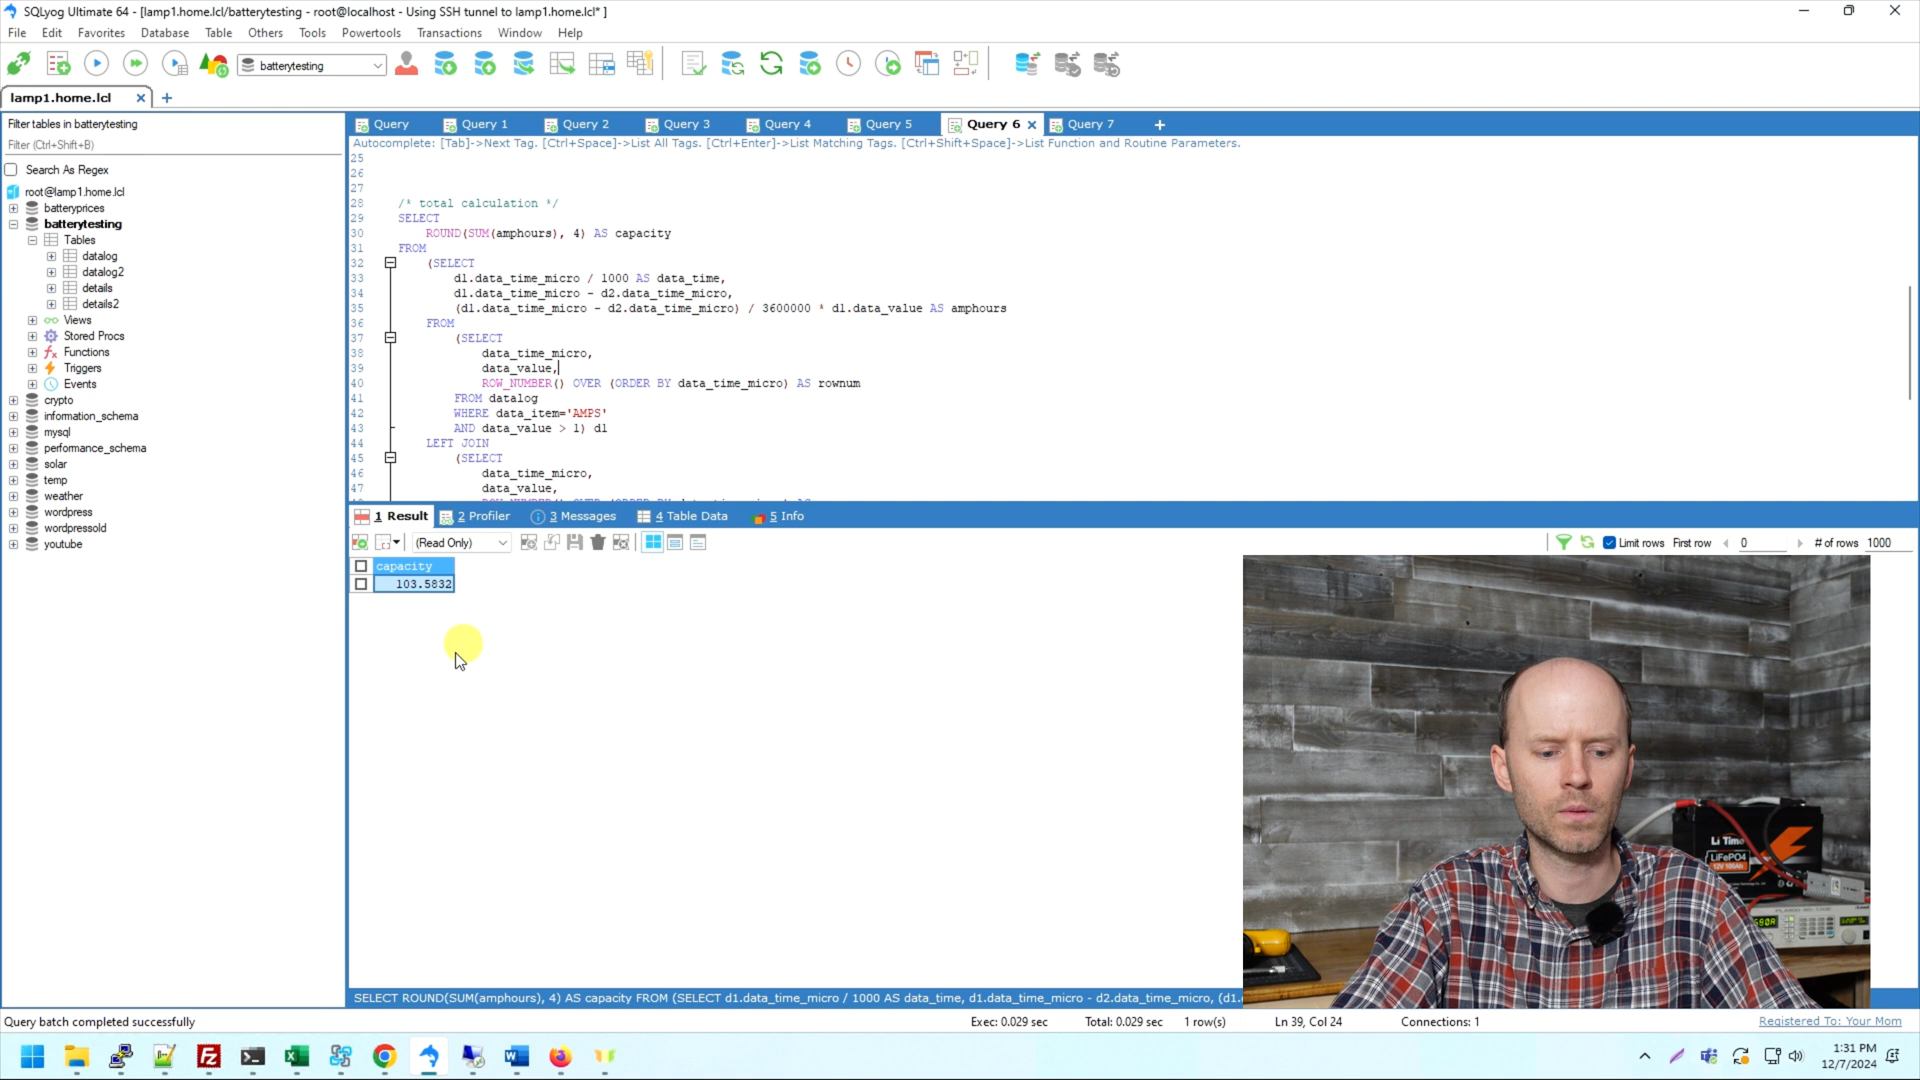 SQLyog Ultimate 64 - [lamp1.home.lcl/batterytesting - root@localhost - Using SSH tunnel to lamp1.home.lcl* ]
File Edit Favorites Database Table Others Tools Powertools Transactions Window Help
batterytesting
lamp1.home.lcl
Filter tables in batterytesting
Filter (Ctrl+Shift+B)
Search As Regex
root@lamp1.home.lcl
batteryprices
batterytesting
Tables
datalog
datalog2
details
details2
Views
Stored Procs
Functions
Triggers
Events
crypto
information_schema
mysql
performance_schema
solar
temp
weather
wordpress
wordpressold
youtube
Query Query 1 Query 2 Query 3 Query 4 Query 5 Query 6 Query 7
Autocomplete: [Tab]->Next Tag. [Ctrl+Space]->List All Tags. [Ctrl+Enter]->List Matching Tags. [Ctrl+Shift+Space]->List Function and Routine Parameters.
25
26
27
28 /* total calculation */
29 SELECT
30 ROUND(SUM(amphours), 4) AS capacity
31 FROM
32 (SELECT
33 d1.data_time_micro / 1000 AS data_time,
34 d1.data_time_micro - d2.data_time_micro,
35 (d1.data_time_micro - d2.data_time_micro) / 3600000 * d1.data_value AS amphours
36 FROM
37 (SELECT
38 data_time_micro,
39 data_value,
40 ROW_NUMBER() OVER (ORDER BY data_time_micro) AS rownum
41 FROM datalog
42 WHERE data_item='AMPS'
43 AND data_value > 1) d1
44 LEFT JOIN
45 (SELECT
46 data_time_micro,
47 data_value,
1 Result 2 Profiler 3 Messages 4 Table Data 5 Info
(Read Only) Limit rows First row 0 # of rows 1000
capacity
103.5832
Li Time
LiFePO4
12V 100Ah
SELECT ROUND(SUM(amphours), 4) AS capacity FROM (SELECT d1.data_time_micro / 1000 AS data_time, d1.data_time_micro - d2.data_time_micro, (d1.
Query batch completed successfully Exec: 0.029 sec Total: 0.029 sec 1 row(s) Ln 39, Col 24 Connections: 1 Registered To: Your Mom
1:31 PM
12/7/2024